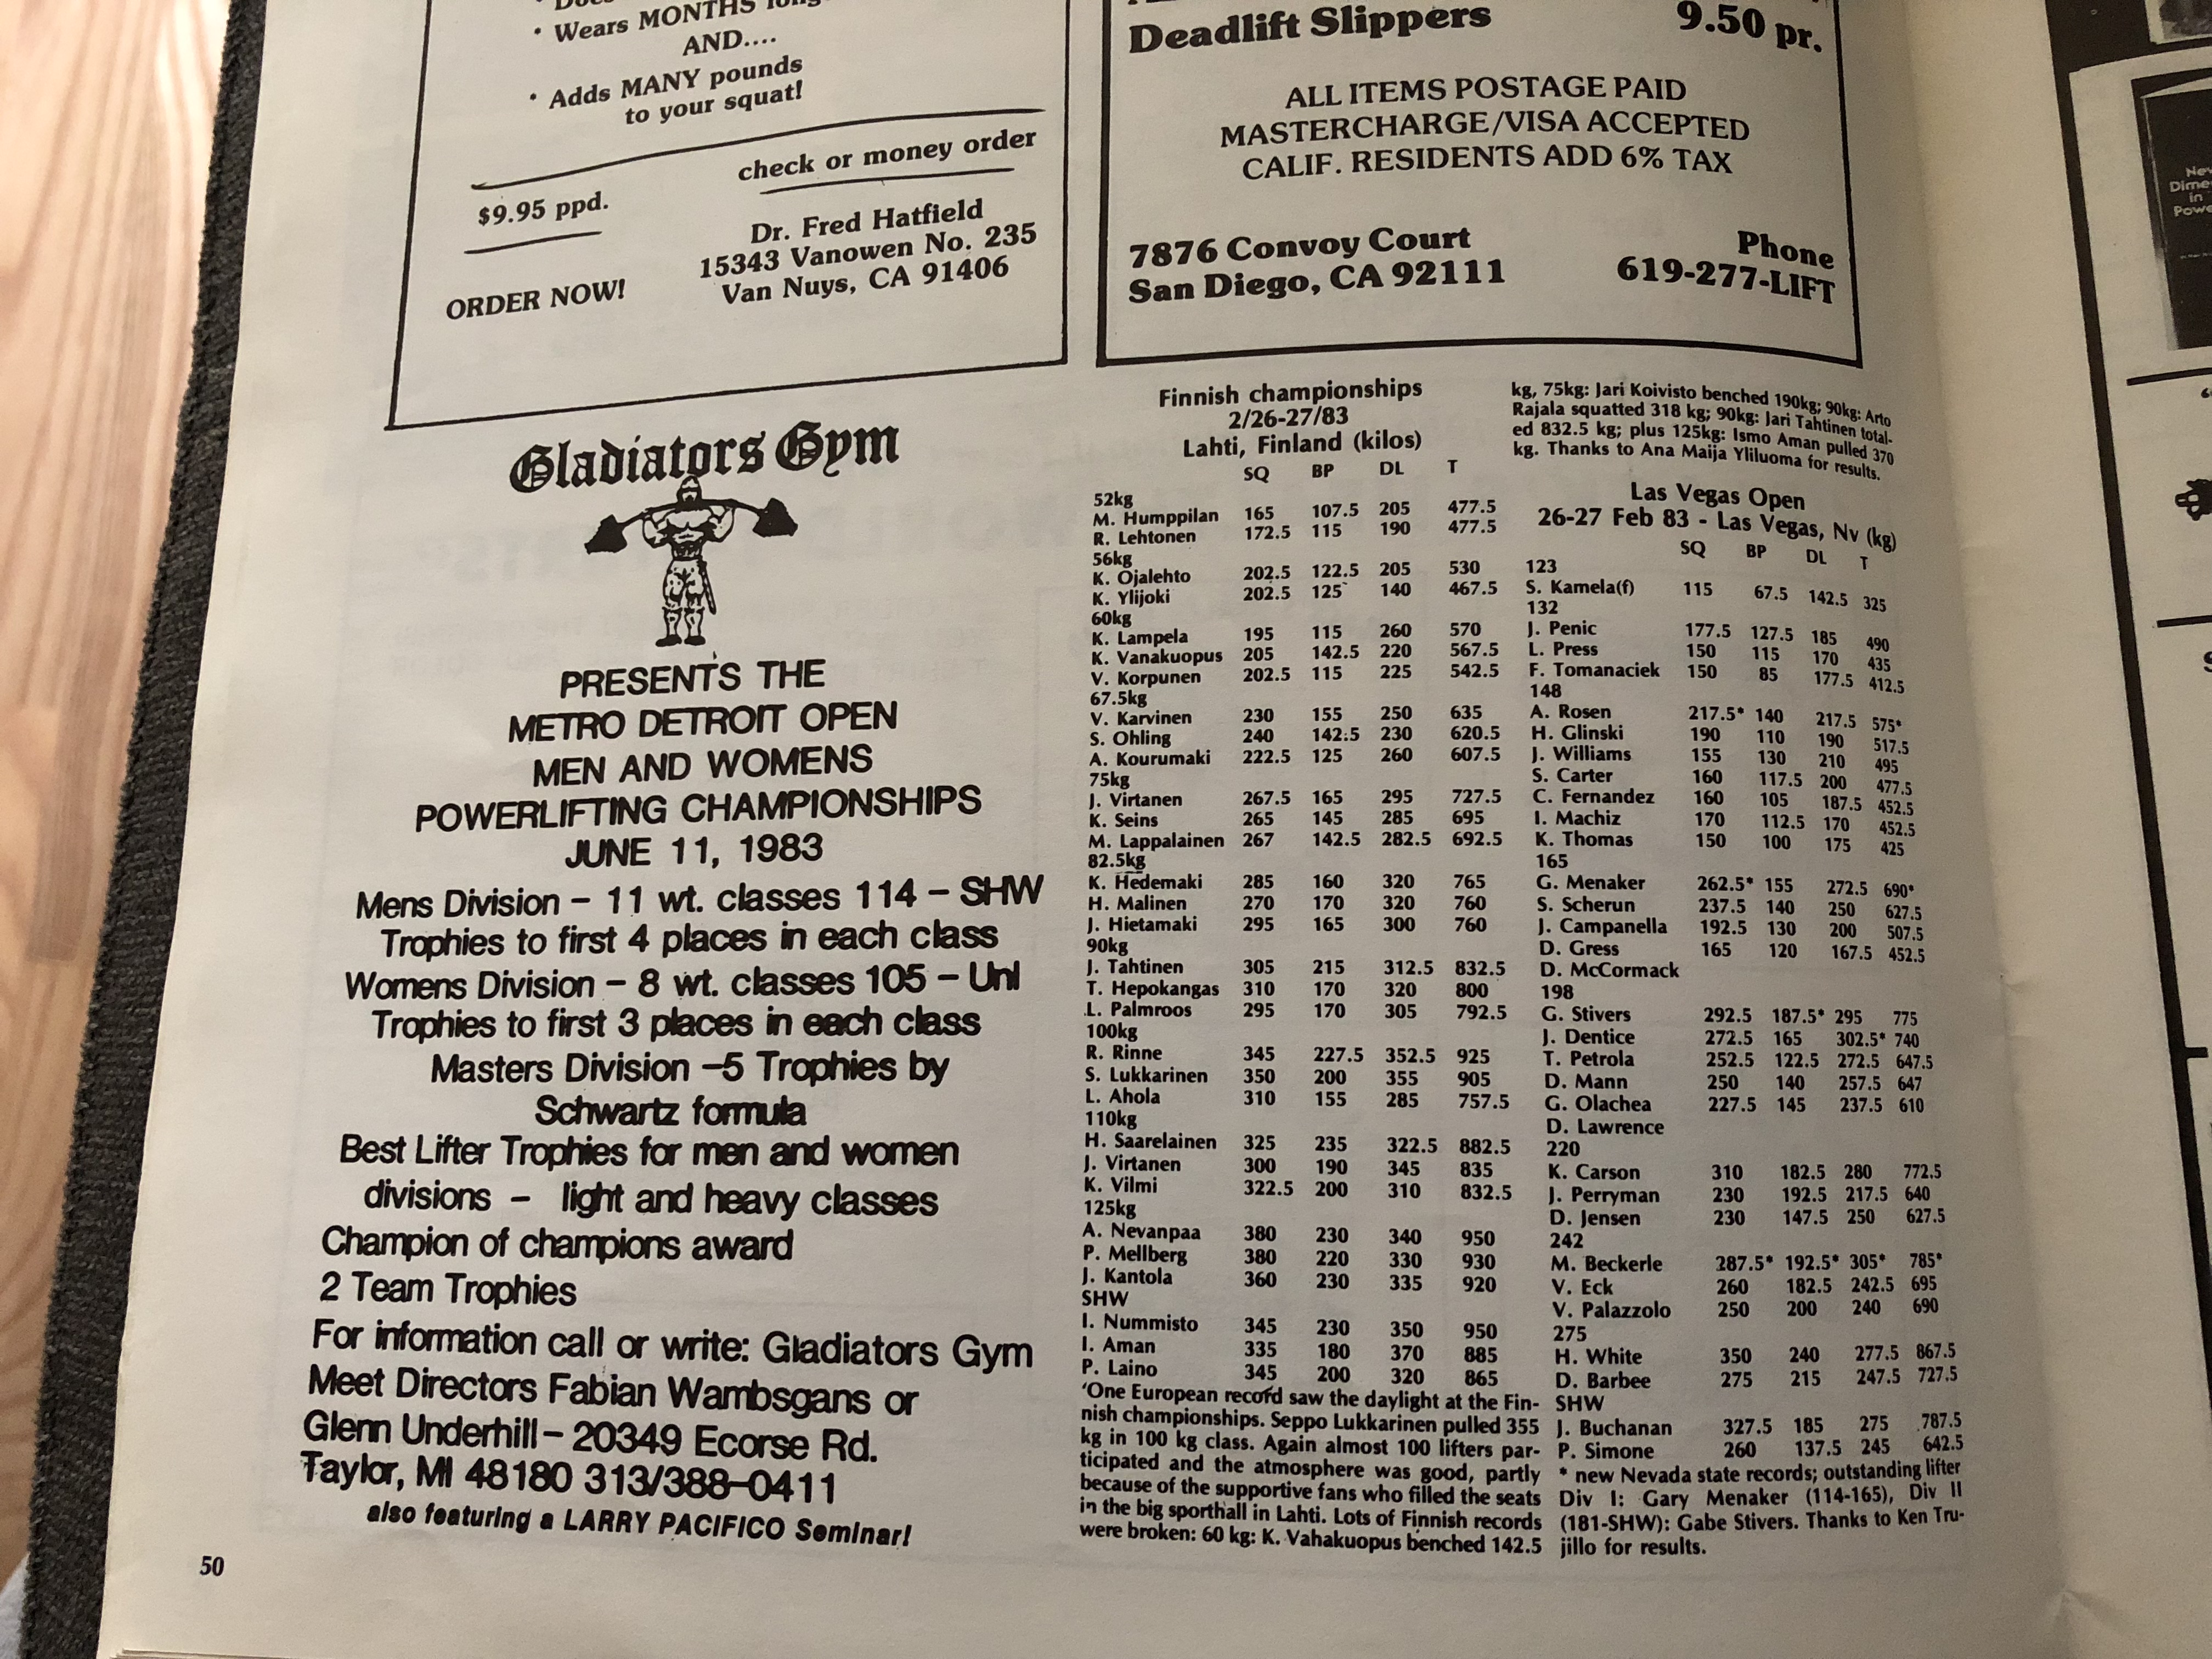 • Wears MONTHS
AND....
• Adds MANY pounds
to your squat!
check or money order
$9.95 ppd.
Dr. Fred Hatfield
15343 Vanowen No. 235
Van Nuys, CA 91406
ORDER NOW!
Deadlift Slippers
9.50 pr.
ALL ITEMS POSTAGE PAID
MASTERCHARGE/VISA ACCEPTED
CALIF. RESIDENTS ADD 6% TAX
Phone
7876 Convoy Court
619-277-LIFT
San Diego, CA 92111
Gladiators Gym
PRESENT'S THE
METRO DETROIT OPEN
MEN AND WOMENS
POWERLIFTING CHAMPIONSHIPS
JUNE 11, 1983
Mens Division – 11 wt. classes 114 – SHW
Trophies to first 4 places in each class
Womens Division – 8 wt. classes 105 – Unl
Trophies to first 3 places in each class
Masters Division –5 Trophies by
Schwartz formula
Best Lifter Trophies for men and women
divisions – light and heavy classes
Champion of champions award
2 Team Trophies
For information call or write: Gladiators Gym
Meet Directors Fabian Wambsgans or
Glenn Underhill – 20349 Ecorse Rd.
Taylor, MI 48180 313/388–0411
also featuring a LARRY PACIFICO Seminar!
50
Finnish championships
2/26-27/83
Lahti, Finland (kilos)
SQ BP DL T
52kg
M. Humppilan 165 107.5 205 477.5
R. Lehtonen 172.5 115 190 477.5
56kg
K. Ojalehto 202.5 122.5 205 530
K. Ylijoki 202.5 125 140 467.5
60kg
K. Lampela 195 115 260 570
K. Vanakuopus 205 142.5 220 567.5
V. Korpunen 202.5 115 225 542.5
67.5kg
V. Karvinen 230 155 250 635
S. Ohling 240 142.5 230 620.5
A. Kourumaki 222.5 125 260 607.5
75kg
J. Virtanen 267.5 165 295 727.5
K. Seins 265 145 285 695
M. Lappalainen 267 142.5 282.5 692.5
82.5kg
K. Hedemaki 285 160 320 765
H. Malinen 270 170 320 760
J. Hietamaki 295 165 300 760
90kg
J. Tahtinen 305 215 312.5 832.5
T. Hepokangas 310 170 320 800
L. Palmroos 295 170 305 792.5
100kg
R. Rinne 345 227.5 352.5 925
S. Lukkarinen 350 200 355 905
L. Ahola 310 155 285 757.5
110kg
H. Saarelainen 325 235 322.5 882.5
J. Virtanen 300 190 345 835
K. Vilmi 322.5 200 310 832.5
125kg
A. Nevanpaa 380 230 340 950
P. Mellberg 380 220 330 930
J. Kantola 360 230 335 920
SHW
I. Nummisto 345 230 350 950
I. Aman 335 180 370 885
P. Laino 345 200 320 865
'One European record saw the daylight at the Fin-
nish championships. Seppo Lukkarinen pulled 355
kg in 100 kg class. Again almost 100 lifters par-
ticipated and the atmosphere was good, partly
because of the supportive fans who filled the seats
in the big sporthall in Lahti. Lots of Finnish records
were broken: 60 kg: K. Vahakuopus benched 142.5
kg, 75kg: Jari Koivisto benched 190kg; 90kg: Arto
Rajala squatted 318 kg; 90kg: Jari Tahtinen total-
ed 832.5 kg; plus 125kg: Ismo Aman pulled 370
kg. Thanks to Ana Maija Yliluoma for results.
Las Vegas Open
26-27 Feb 83 - Las Vegas, Nv (kg)
SQ BP DL T
123
S. Kamela(f) 115 67.5 142.5 325
132
J. Penic 177.5 127.5 185 490
L. Press 150 115 170 435
F. Tomanaciek 150 85 177.5 412.5
148
A. Rosen 217.5* 140 217.5 575*
H. Glinski 190 110 190 517.5
J. Williams 155 130 210 495
S. Carter 160 117.5 200 477.5
C. Fernandez 160 105 187.5 452.5
I. Machiz 170 112.5 170 452.5
K. Thomas 150 100 175 425
165
G. Menaker 262.5* 155 272.5 690*
S. Scherun 237.5 140 250 627.5
J. Campanella 192.5 130 200 507.5
D. Gress 165 120 167.5 452.5
D. McCormack
198
G. Stivers 292.5 187.5* 295 775
J. Dentice 272.5 165 302.5* 740
T. Petrola 252.5 122.5 272.5 647.5
D. Mann 250 140 257.5 647
G. Olachea 227.5 145 237.5 610
D. Lawrence
220
K. Carson 310 182.5 280 772.5
J. Perryman 230 192.5 217.5 640
D. Jensen 230 147.5 250 627.5
242
M. Beckerle 287.5* 192.5* 305* 785*
V. Eck 260 182.5 242.5 695
V. Palazzolo 250 200 240 690
275
H. White 350 240 277.5 867.5
D. Barbee 275 215 247.5 727.5
SHW
J. Buchanan 327.5 185 275 787.5
P. Simone 260 137.5 245 642.5
* new Nevada state records; outstanding lifter
Div I: Gary Menaker (114-165), Div II
(181-SHW): Gabe Stivers. Thanks to Ken Tru-
jillo for results.